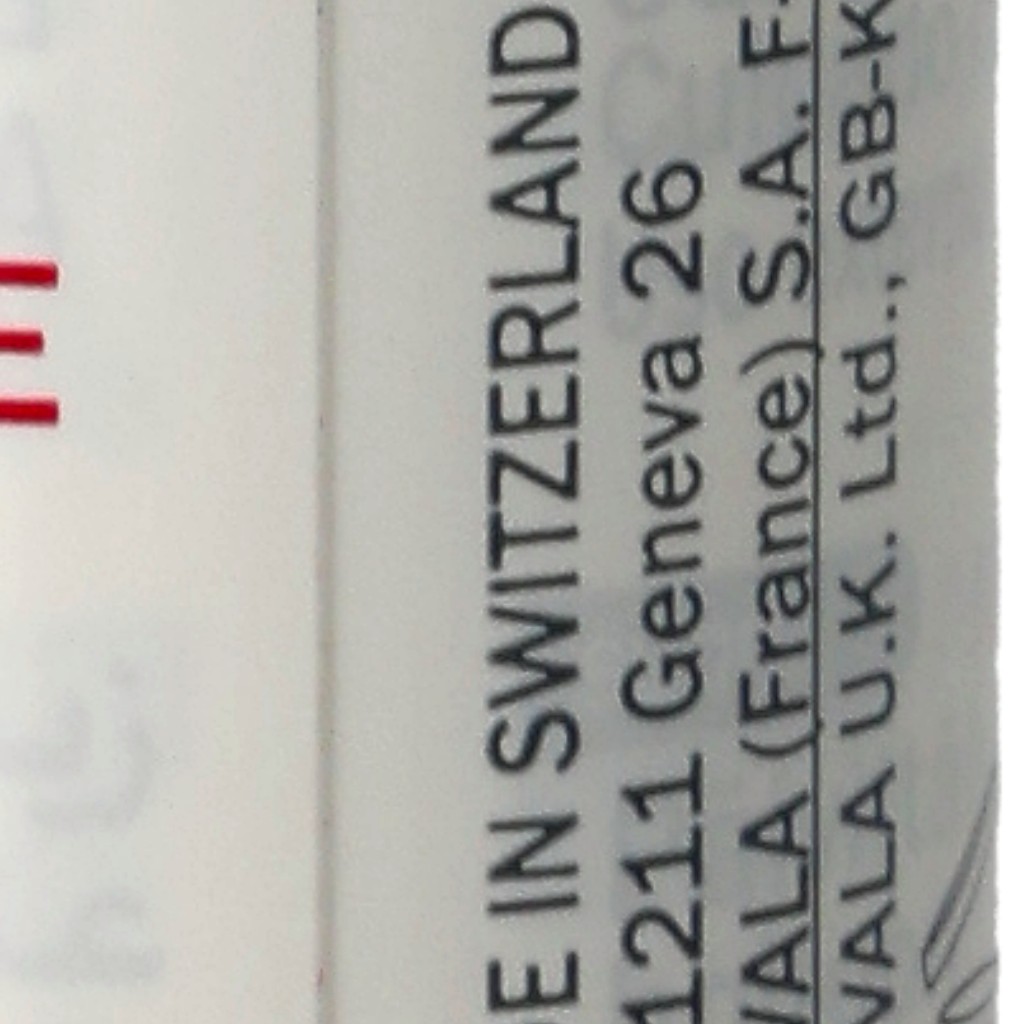 E IN SWITZERLAND
1211 Geneva 26
VALA (France) S.A. F.
VALA U.K. Ltd., GB-K
E